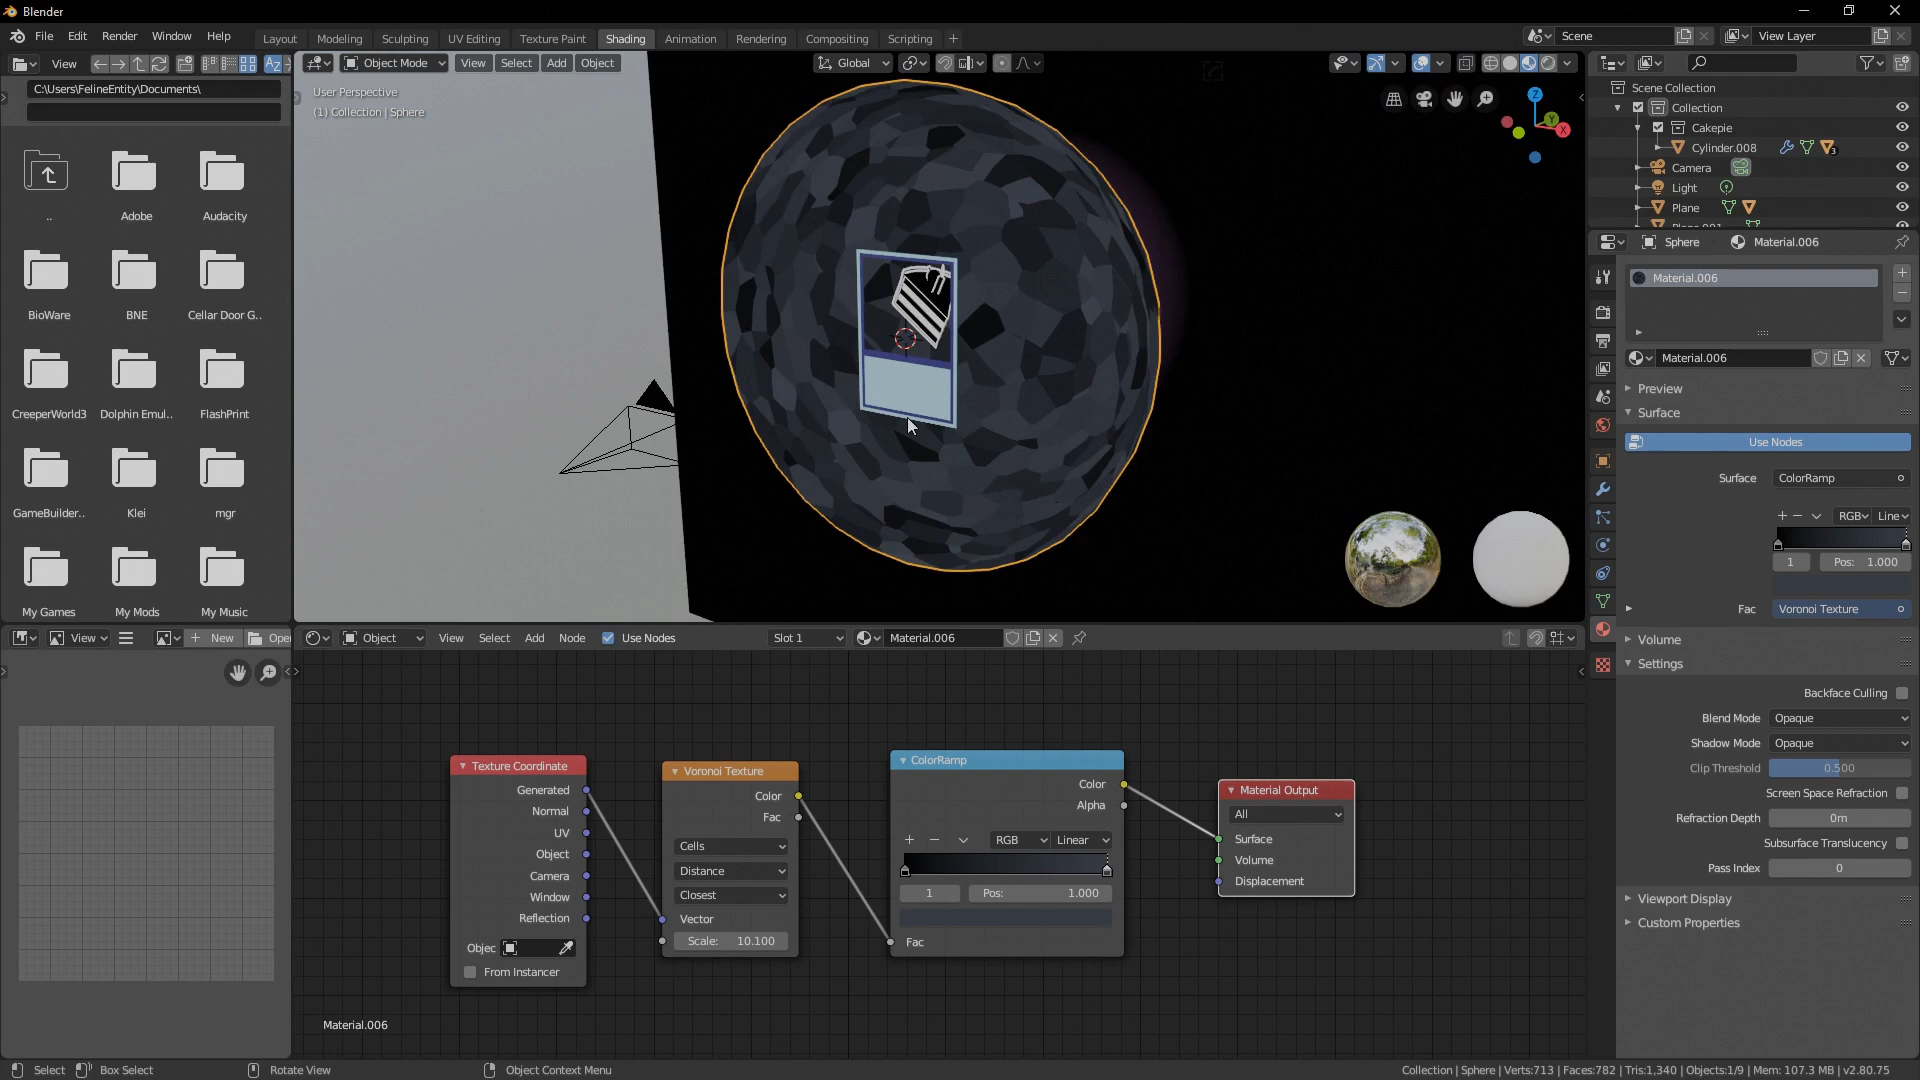 Blender
File Edit Render Window Help
Layout Modeling Sculpting UV Editing Texture Paint Shading Animation Rendering Compositing Scripting
Scene
View Layer
View
Object Mode View Select Add Object
Global
C:\Users\FelineEntity\Documents\
User Perspective
(1) Collection | Sphere
..
Adobe
Audacity
BioWare
BNE
Cellar Door G..
CreeperWorld3
Dolphin Emul..
FlashPrint
GameBuilder..
Klei
mgr
My Games
My Mods
My Music
Z
Y
X
Scene Collection
Collection
Cakepie
Cylinder.008
3
Camera
Light
Plane
Sphere Material.006
Material.006
Material.006
Preview
Surface
Use Nodes
Surface ColorRamp
RGB Line
1 Pos: 1.000
Fac Voronoi Texture
Volume
Settings
Backface Culling
Blend Mode Opaque
Shadow Mode Opaque
Clip Threshold 0.500
Screen Space Refraction
Refraction Depth 0m
Subsurface Translucency
Pass Index 0
Viewport Display
Custom Properties
View New Open
Object View Select Add Node Use Nodes Slot 1 Material.006
Texture Coordinate
Generated
Normal
UV
Object
Camera
Window
Reflection
Objec
From Instancer
Voronoi Texture
Color
Fac
Cells
Distance
Closest
Vector
Scale: 10.100
ColorRamp
Color
Alpha
RGB Linear
1 Pos: 1.000
Fac
Material Output
All
Surface
Volume
Displacement
Material.006
Select Box Select Rotate View Object Context Menu
Collection | Sphere | Verts:713 | Faces:782 | Tris:1,340 | Objects:1/9 | Mem: 107.3 MB | v2.80.75